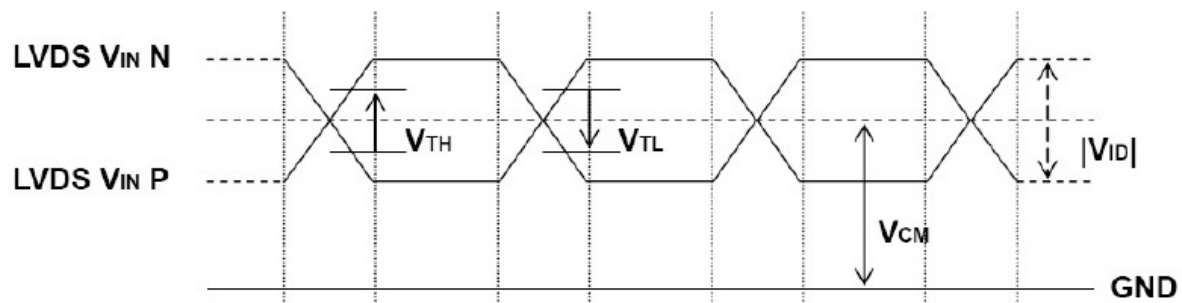 LVDS VIN N
VTH
VTL
|VID|
LVDS VIN P
VCM
GND